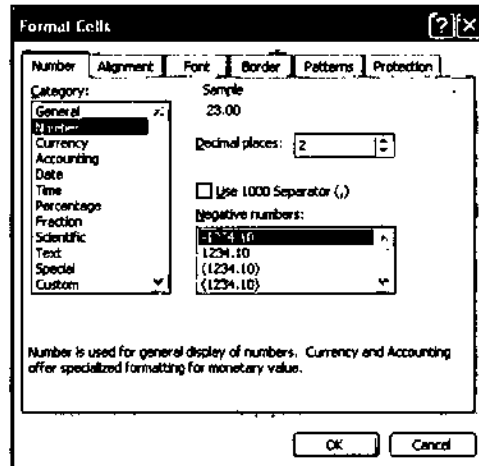 Format Cells
Number Alignment Font Border Patterns Protection
Category:
General
Number
Currency
Accounting
Date
Time
Percentage
Fraction
Scientific
Text
Special
Custom
Sample
23.00
Decimal places: 2
Use 1000 Separator (,)
Negative numbers:
-1234.10
1234.10
(1234.10)
(1234.10)
Number is used for general display of numbers. Currency and Accounting
offer specialized formatting for monetary value.
OK Cancel